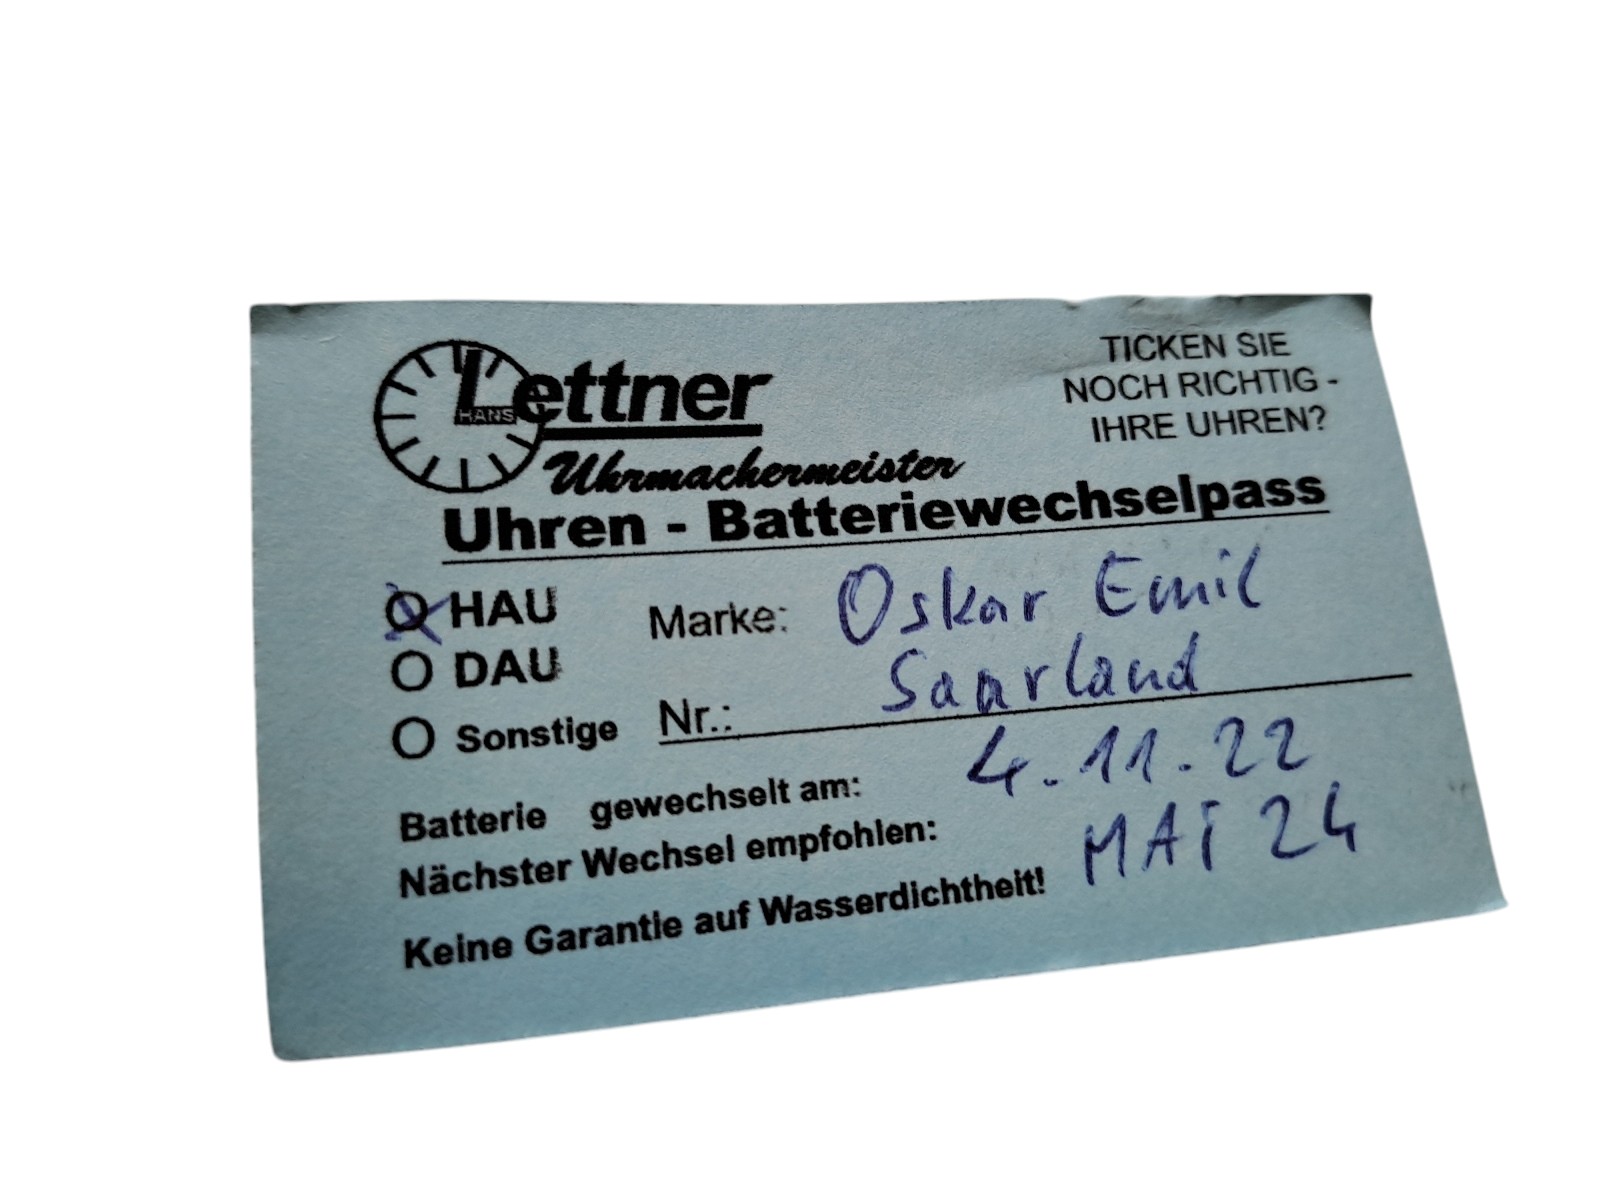 Lettner
HANS
Uhrmachermeister
TICKEN SIE
NOCH RICHTIG -
IHRE UHREN?
Uhren - Batteriewechselpass
HAU
DAU
Sonstige
Marke: Oskar Emil
Saarland
Nr.:
Batterie gewechselt am: 4.11.22
Nächster Wechsel empfohlen: MAi 24
Keine Garantie auf Wasserdichtheit!